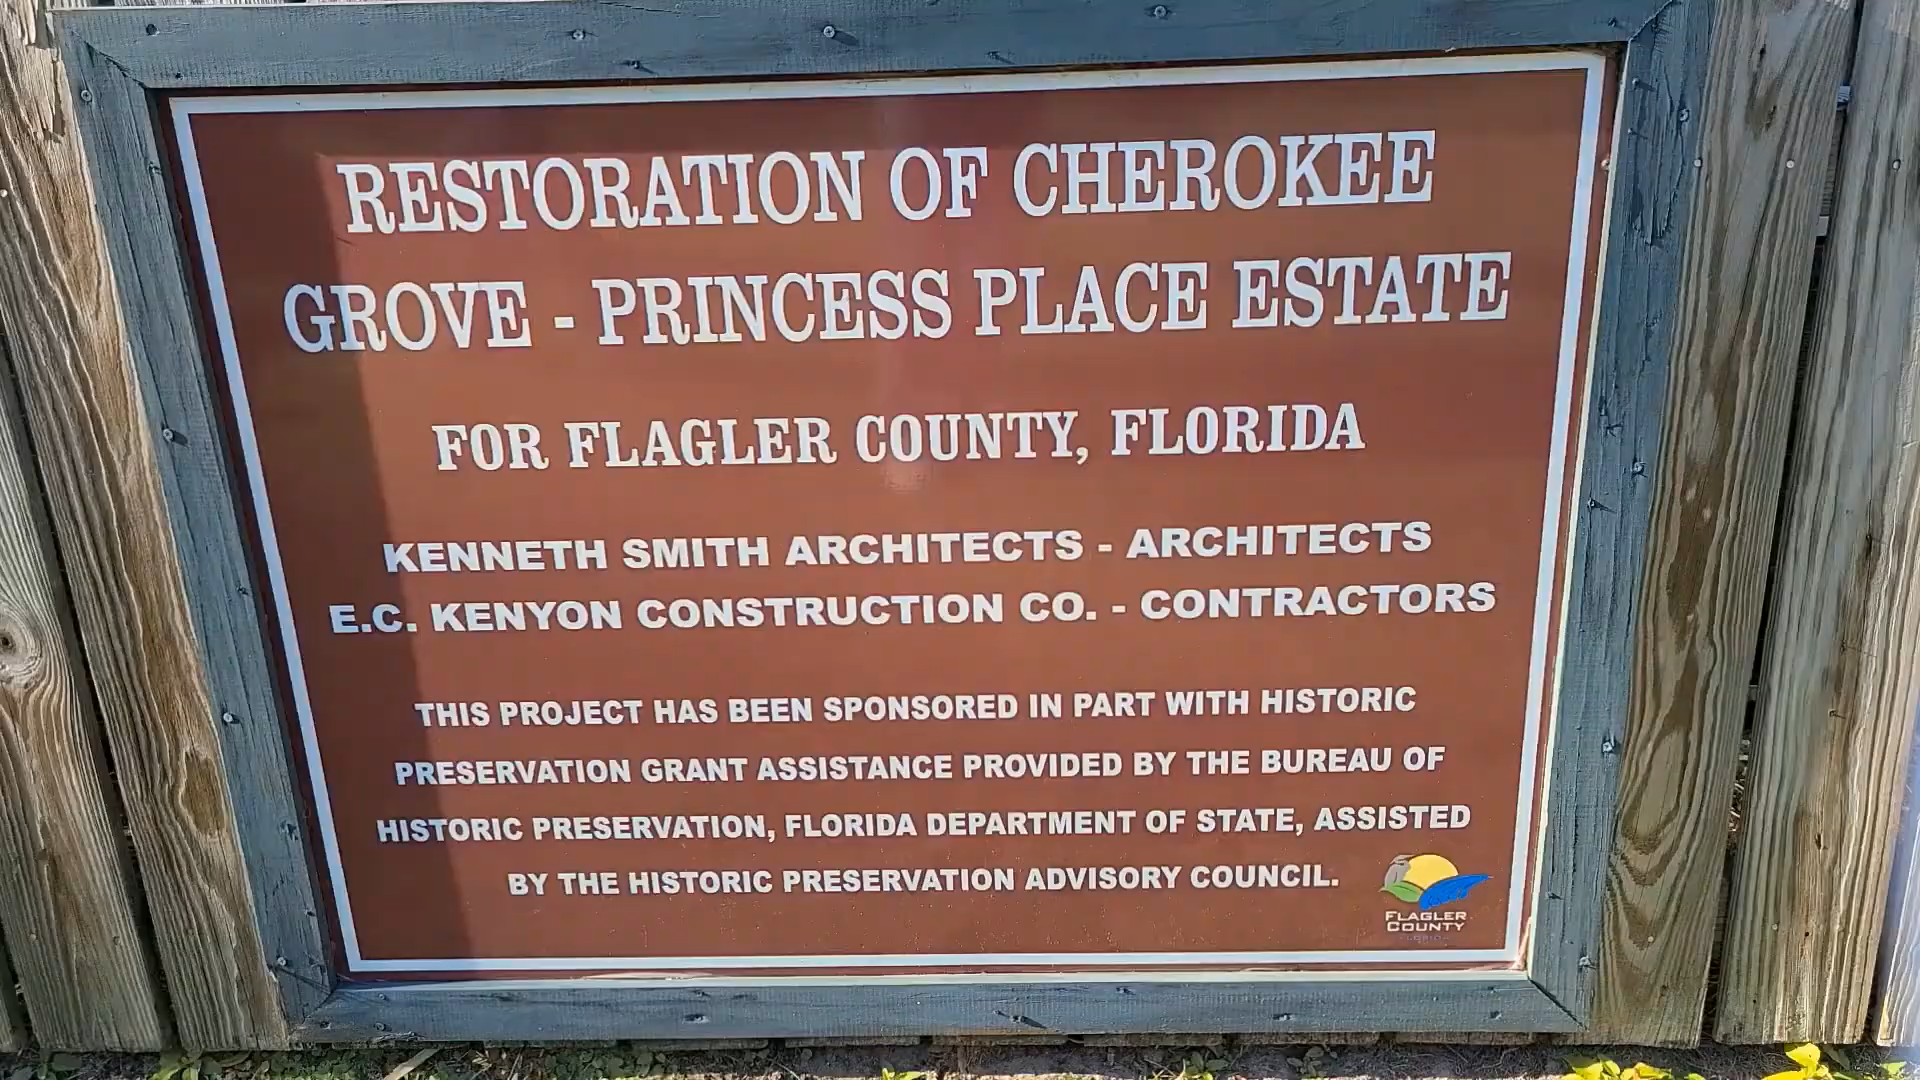 RESTORATION OF CHEROKEE
GROVE - PRINCESS PLACE ESTATE
FOR FLAGLER COUNTY, FLORIDA
KENNETH SMITH ARCHITECTS - ARCHITECTS
E.C. KENYON CONSTRUCTION CO. - CONTRACTORS
THIS PROJECT HAS BEEN SPONSORED IN PART WITH HISTORIC
PRESERVATION GRANT ASSISTANCE PROVIDED BY THE BUREAU OF
HISTORIC PRESERVATION, FLORIDA DEPARTMENT OF STATE, ASSISTED
BY THE HISTORIC PRESERVATION ADVISORY COUNCIL.
FLAGLER
COUNTY
FLORIDA